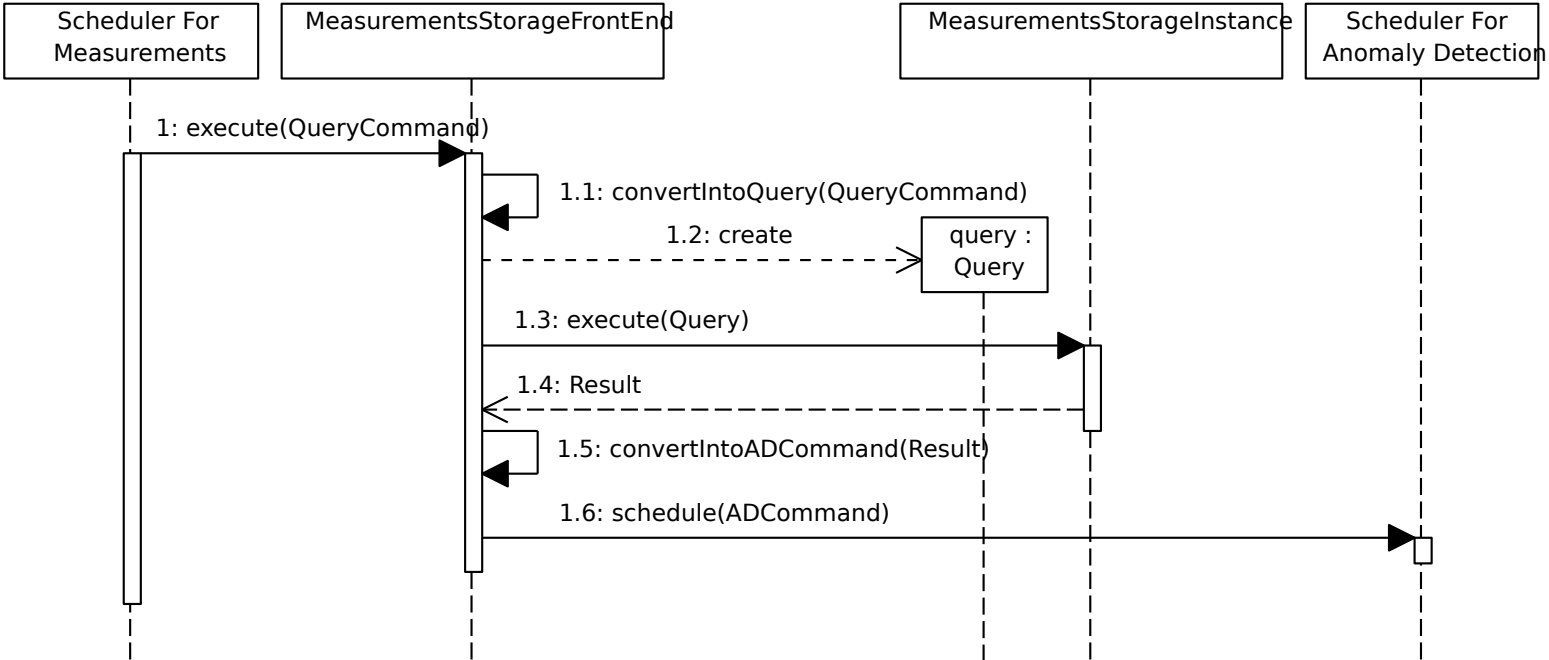 Scheduler For
Measurements
MeasurementsStorageFrontEnd
MeasurementsStorageInstance
Scheduler For
Anomaly Detection
1: execute(QueryCommand)
1.1: convertIntoQuery(QueryCommand)
1.2: create
query :
Query
1.3: execute(Query)
1.4: Result
1.5: convertIntoADCommand(Result)
1.6: schedule(ADCommand)